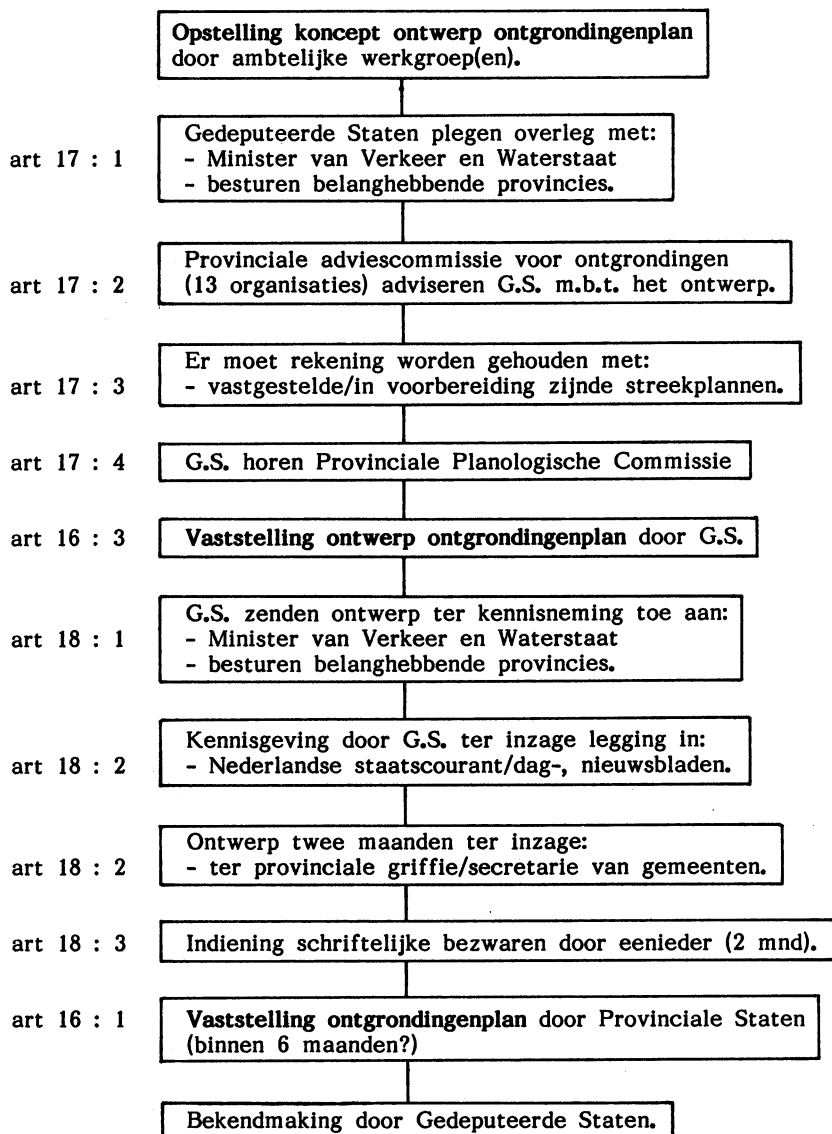 Opstelling koncept ontwerp ontgrondingenplan
door ambtelijke werkgroep(en).
Gedeputeerde Staten plegen overleg met:
art 17 : 1 - Minister van Verkeer en Waterstaat
- besturen belanghebbende provincies.
Provinciale adviescommissie voor ontgrondingen
art 17 : 2 (13 organisaties) adviseren G.S. m.b.t. het ontwerp.
Er moet rekening worden gehouden met:
art 17 : 3 - vastgestelde/in voorbereiding zijnde streekplannen.
art 17 : 4 G.S. horen Provinciale Planologische Commissie
art 16 : 3 Vaststelling ontwerp ontgrondingenplan door G.S.
G.S. zenden ontwerp ter kennisneming toe aan:
art 18 : 1 - Minister van Verkeer en Waterstaat
- besturen belanghebbende provincies.
Kennisgeving door G.S. ter inzage legging in:
art 18 : 2 - Nederlandse staatscourant/dag-, nieuwsbladen.
Ontwerp twee maanden ter inzage:
art 18 : 2 - ter provinciale griffie/secretarie van gemeenten.
art 18 : 3 Indiening schriftelijke bezwaren door eenieder (2 mnd).
art 16 : 1 Vaststelling ontgrondingenplan door Provinciale Staten
(binnen 6 maanden?)
Bekendmaking door Gedeputeerde Staten.